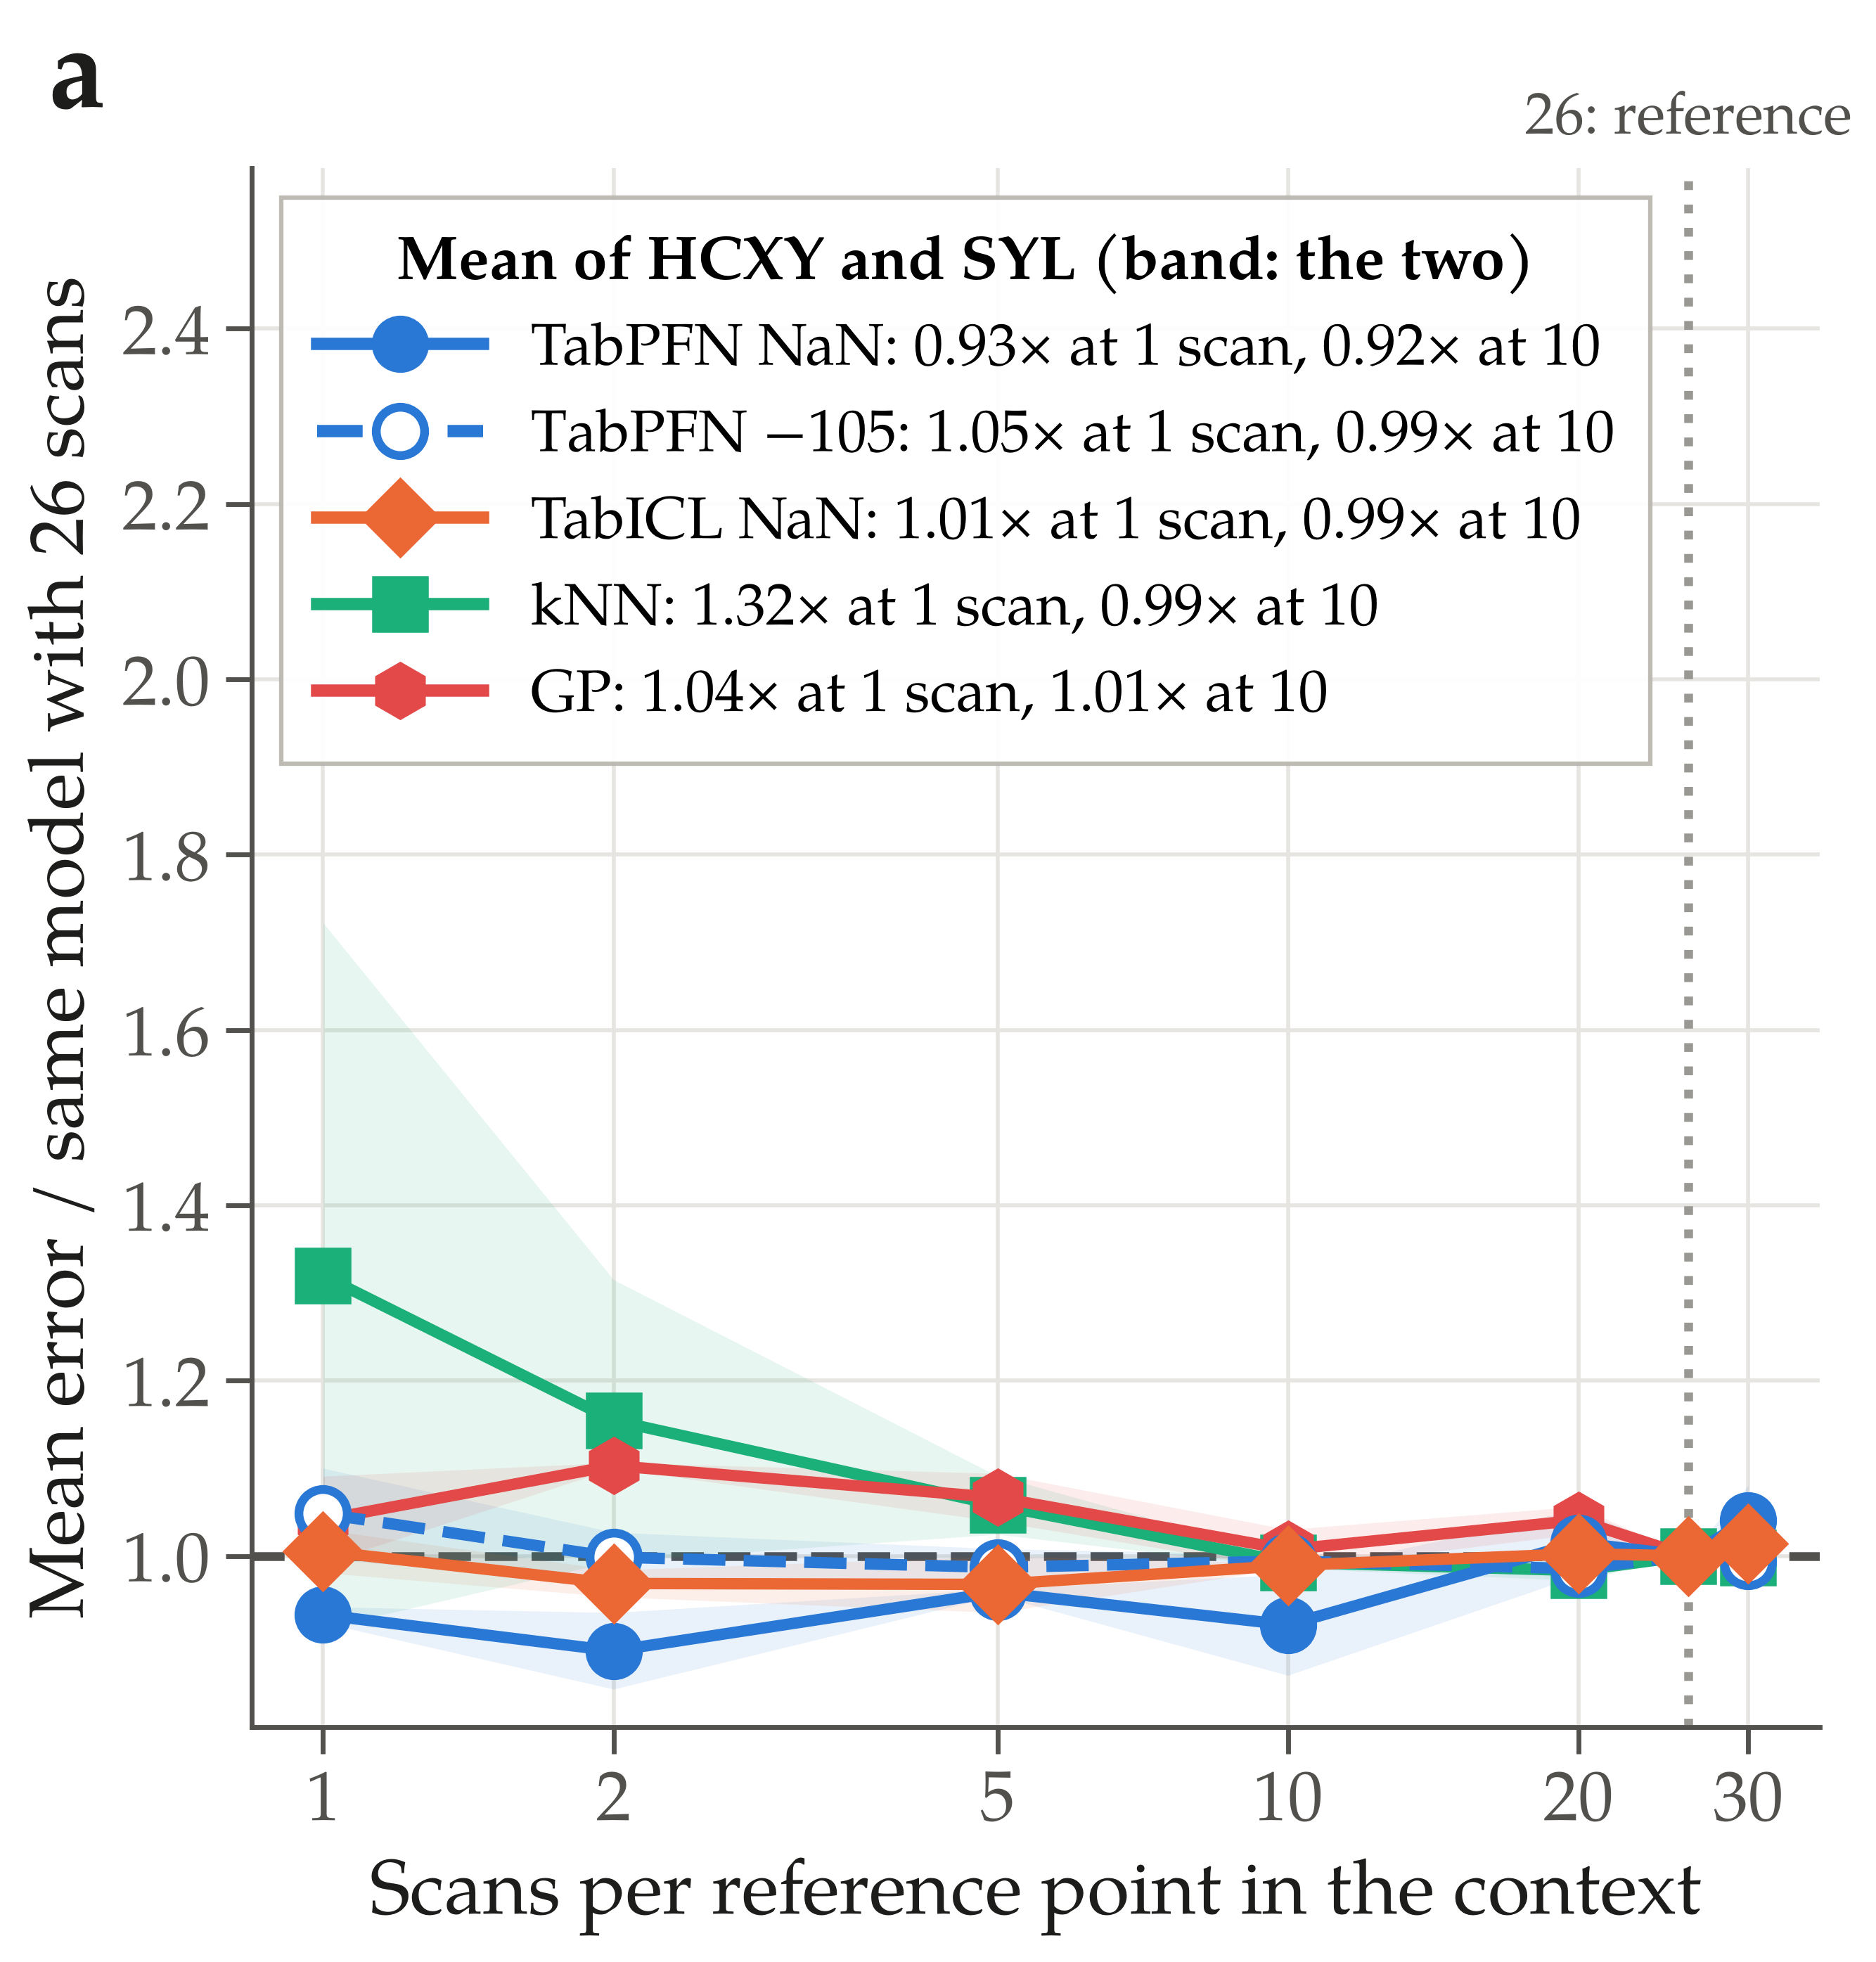 a
26: reference
Mean of HCXY and SYL (band: the two)
TabPFN NaN: 0.93× at 1 scan, 0.92× at 10
TabPFN −105: 1.05× at 1 scan, 0.99× at 10
TabICL NaN: 1.01× at 1 scan, 0.99× at 10
kNN: 1.32× at 1 scan, 0.99× at 10
GP: 1.04× at 1 scan, 1.01× at 10
Mean error / same model with 26 scans
2.4
2.2
2.0
1.8
1.6
1.4
1.2
1.0
1 2 5 10 20 30
Scans per reference point in the context